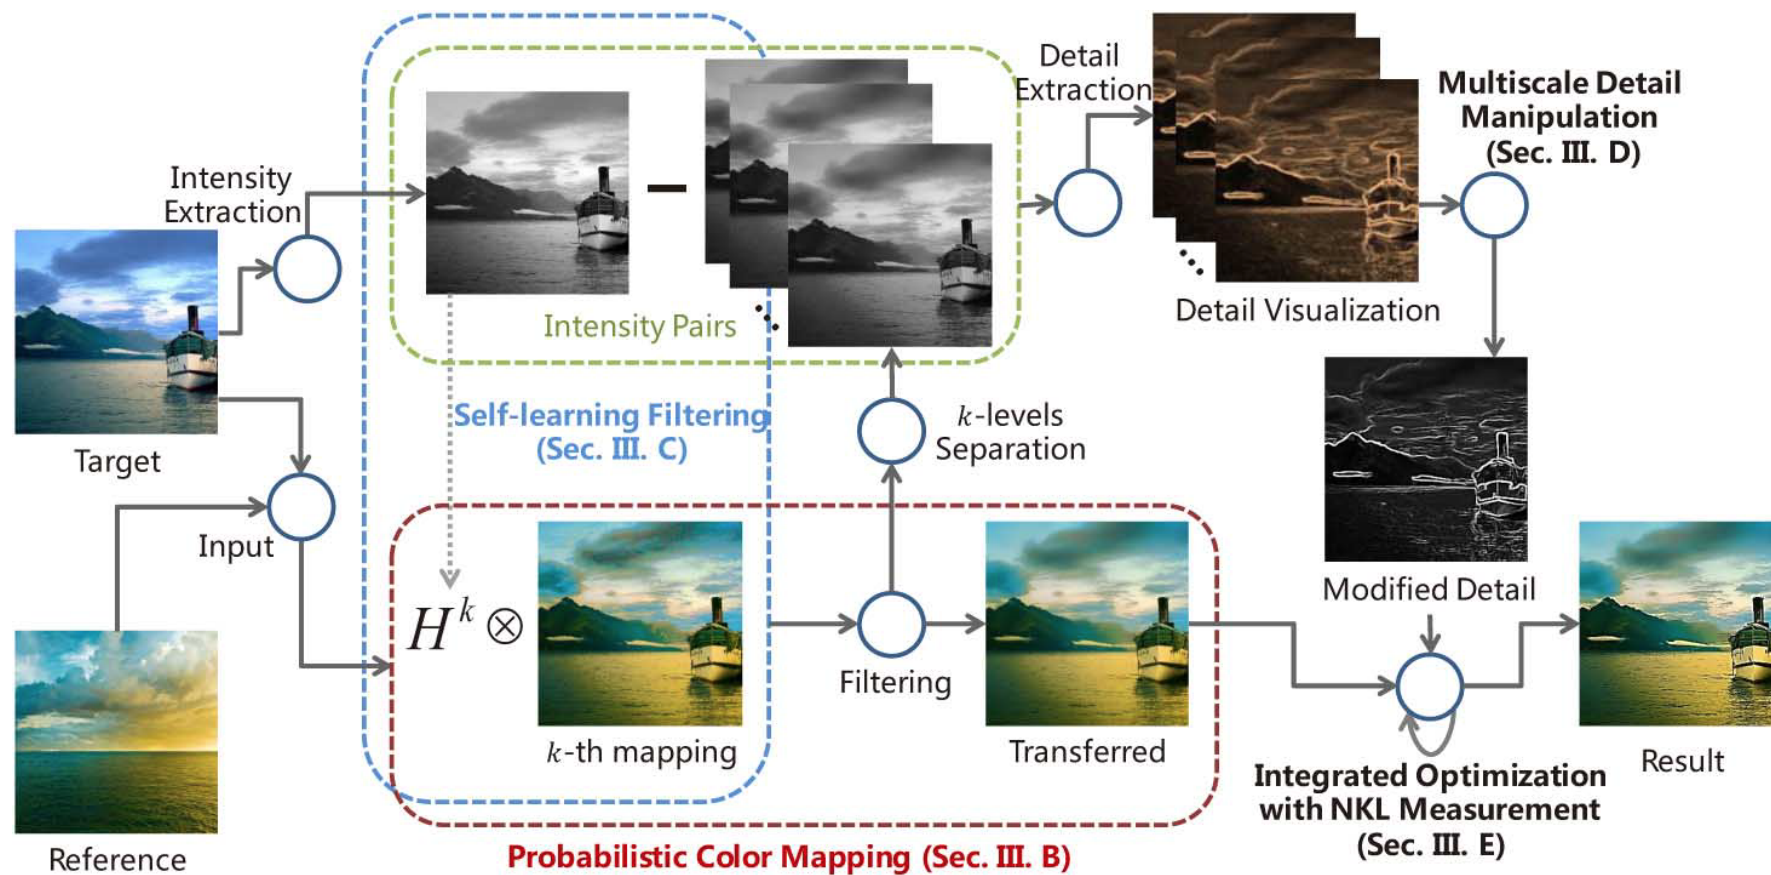 Detail
Extraction
Multiscale Detail
Manipulation
(Sec. III. D)
Intensity
Extraction
−
Intensity Pairs
Detail Visualization
Target
Self-learning Filtering
(Sec. III. C)
k-levels
Separation
Input
H^k ⊗
Filtering
Modified Detail
k-th mapping
Transferred
Result
Integrated Optimization
with NKL Measurement
(Sec. III. E)
Reference
Probabilistic Color Mapping (Sec. III. B)